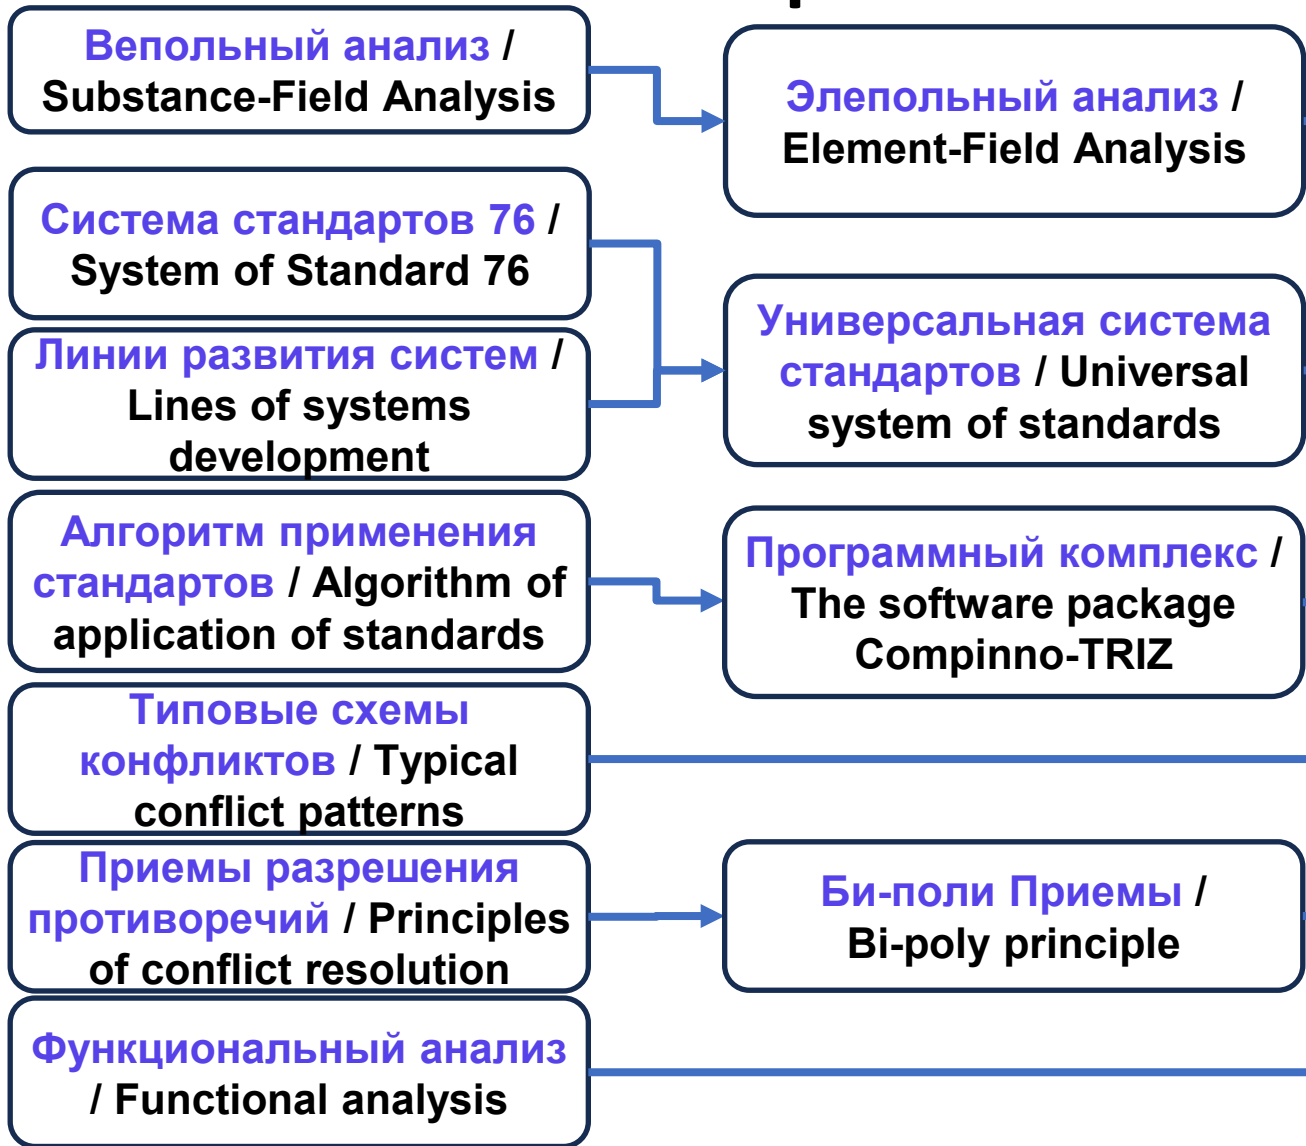 Вепольный анализ /
Substance-Field Analysis
Элепольный анализ /
Element-Field Analysis
Система стандартов 76 /
System of Standard 76
Линии развития систем /
Lines of systems
development
Универсальная система
стандартов / Universal
system of standards
Алгоритм применения
стандартов / Algorithm of
application of standards
Программный комплекс /
The software package
Compinno-TRIZ
Типовые схемы
конфликтов / Typical
conflict patterns
Приемы разрешения
противоречий / Principles
of conflict resolution
Би-поли Приемы /
Bi-poly principle
Функциональный анализ
/ Functional analysis